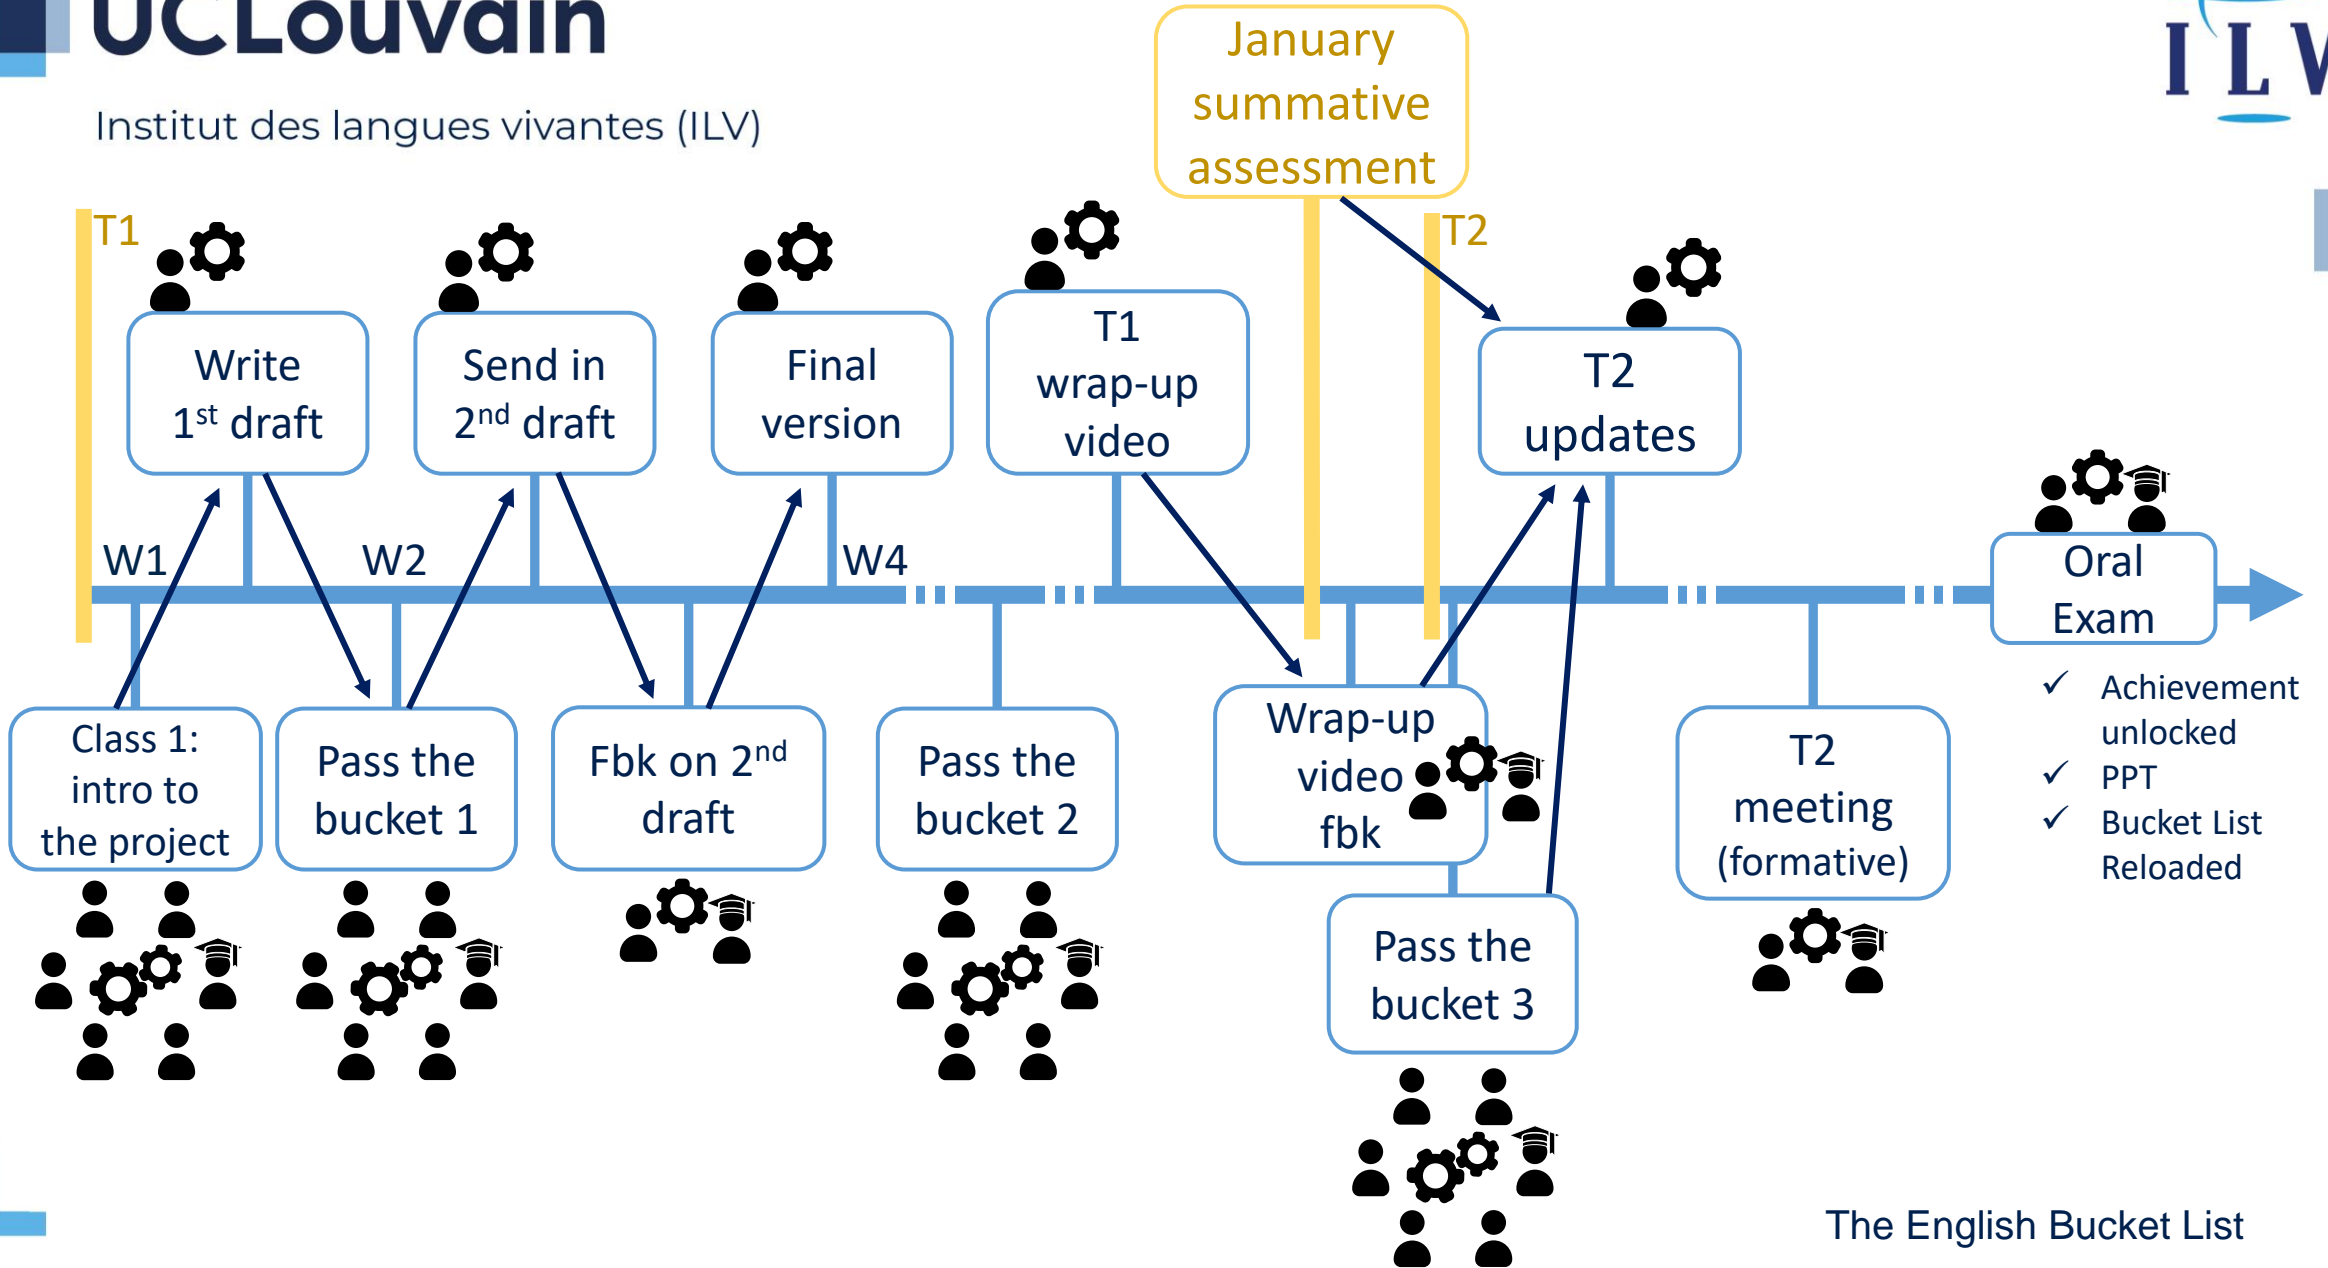 UCLouvain
Institut des langues vivantes (ILV)
January
summative
assessment
ILV
T1
T2
Write
1st draft
Send in
2nd draft
Final
version
T1
wrap-up
video
T2
updates
W1
W2
W4
Oral
Exam
Class 1:
intro to
the project
Pass the
bucket 1
Fbk on 2nd
draft
Pass the
bucket 2
Wrap-up
video
fbk
Pass the
bucket 3
T2
meeting
(formative)
✓ Achievement
unlocked
✓ PPT
✓ Bucket List
Reloaded
The English Bucket List